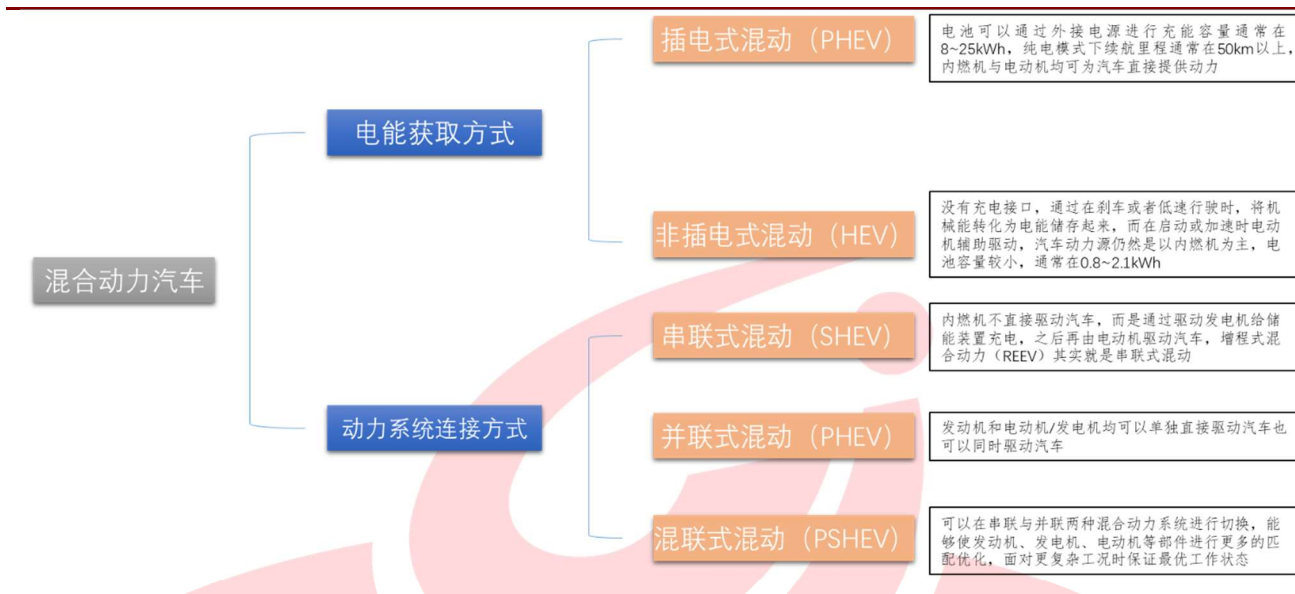 插电式混动（PHEV）
电池可以通过外接电源进行充能容量通常在
8~25kWh，纯电模式下续航里程通常在50km以上，
内燃机与电动机均可为汽车直接提供动力
电能获取方式
非插电式混动（HEV）
没有充电接口，通过在刹车或者低速行驶时，将机
械能转化为电能储存起来，而在启动或加速时电动
机辅助驱动，汽车动力源仍然是以内燃机为主，电
池容量较小，通常在0.8~2.1kWh
混合动力汽车
串联式混动（SHEV）
内燃机不直接驱动汽车，而是通过驱动发电机给储
能装置充电，之后再由电动机驱动汽车，增程式混
合动力（REEV）其实就是串联式混动
动力系统连接方式
并联式混动（PHEV）
发动机和电动机/发电机均可以单独直接驱动汽车也
可以同时驱动汽车
混联式混动（PSHEV）
可以在串联与并联两种混合动力系统进行切换，能
够使发动机、发电机、电动机等部件进行更多的匹
配优化，面对更复杂工况时保证最优工作状态